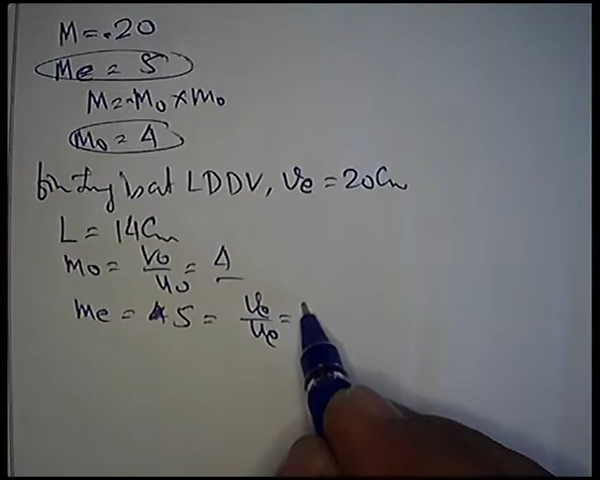 M = .20
Me = 5
M = -Mo × mo
Mo = 4
image at LDDV, Ve = 20Cm
L = 14Cm
mo = Vo/uo = 4
me = 5 = Ve/ue =